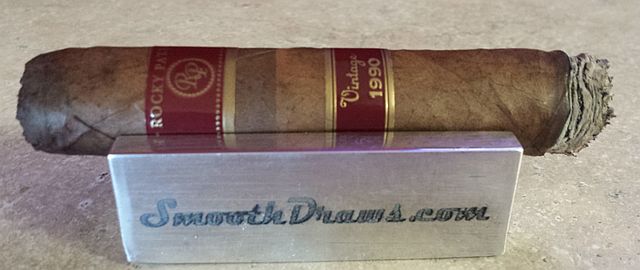 ROCKY PAT
RP
Vintage
1990
SmoothDraws.com